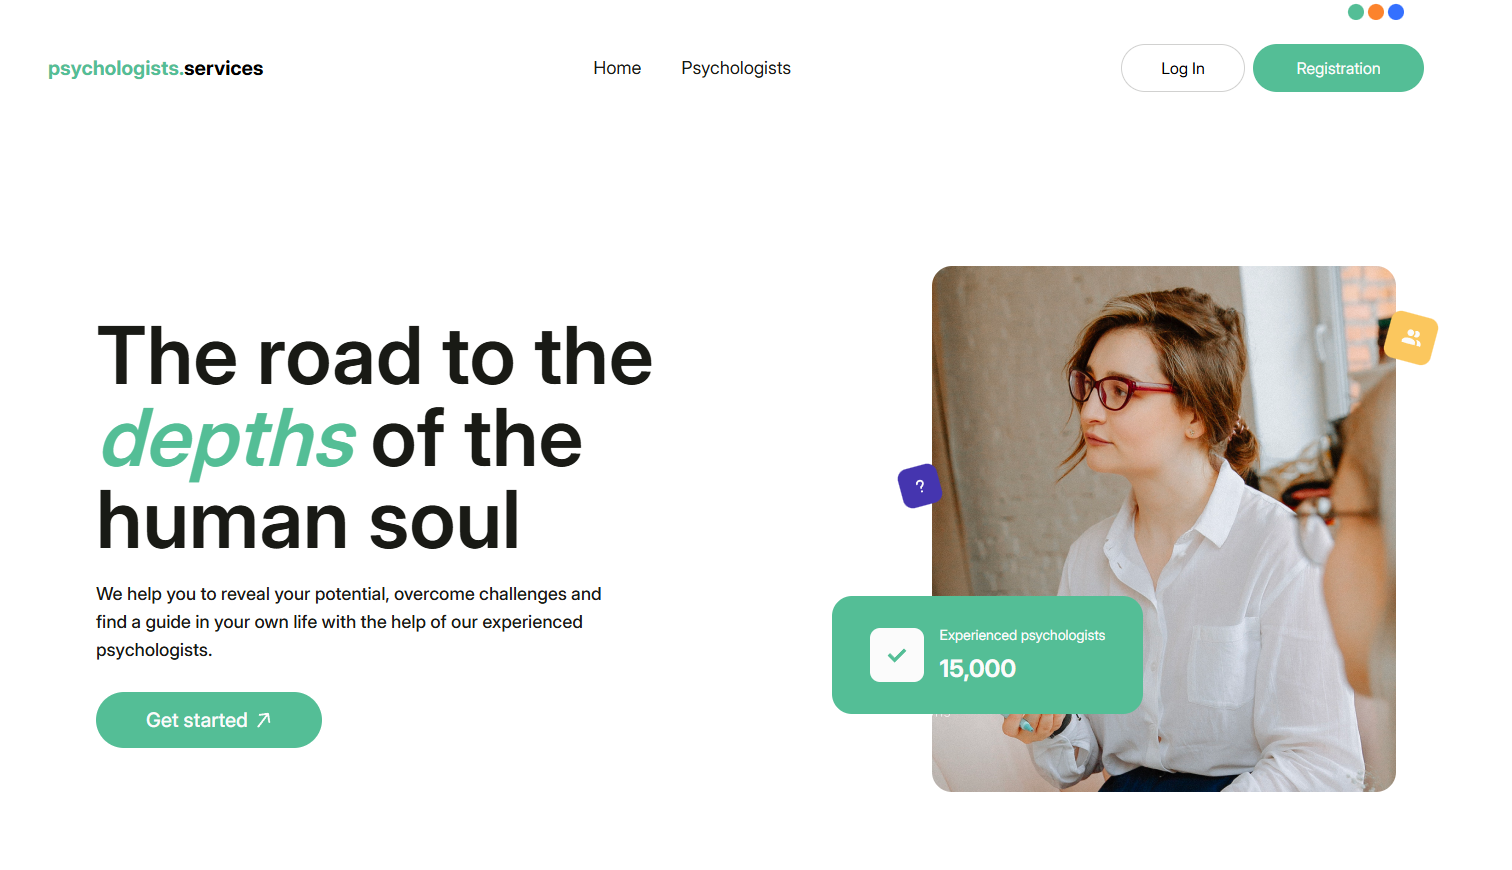 psychologists.services
Home
Psychologists
Log In
Registration
The road to the
depths of the
human soul
We help you to reveal your potential, overcome challenges and
find a guide in your own life with the help of our experienced
psychologists.
Get started
?
Experienced psychologists
15,000